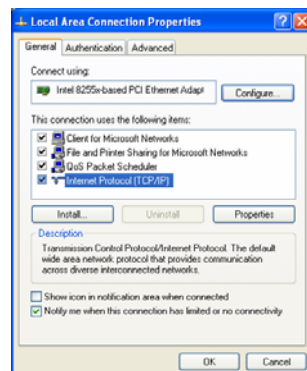 Local Area Connection Properties
General Authentication Advanced
Connect using:
Intel 8255x-based PCI Ethernet Adapt Configure...
This connection uses the following items:
Client for Microsoft Networks
File and Printer Sharing for Microsoft Networks
QoS Packet Scheduler
Internet Protocol (TCP/IP)
Install... Uninstall Properties
Description
Transmission Control Protocol/Internet Protocol. The default
wide area network protocol that provides communication
across diverse interconnected networks.
Show icon in notification area when connected
Notify me when this connection has limited or no connectivity
OK Cancel